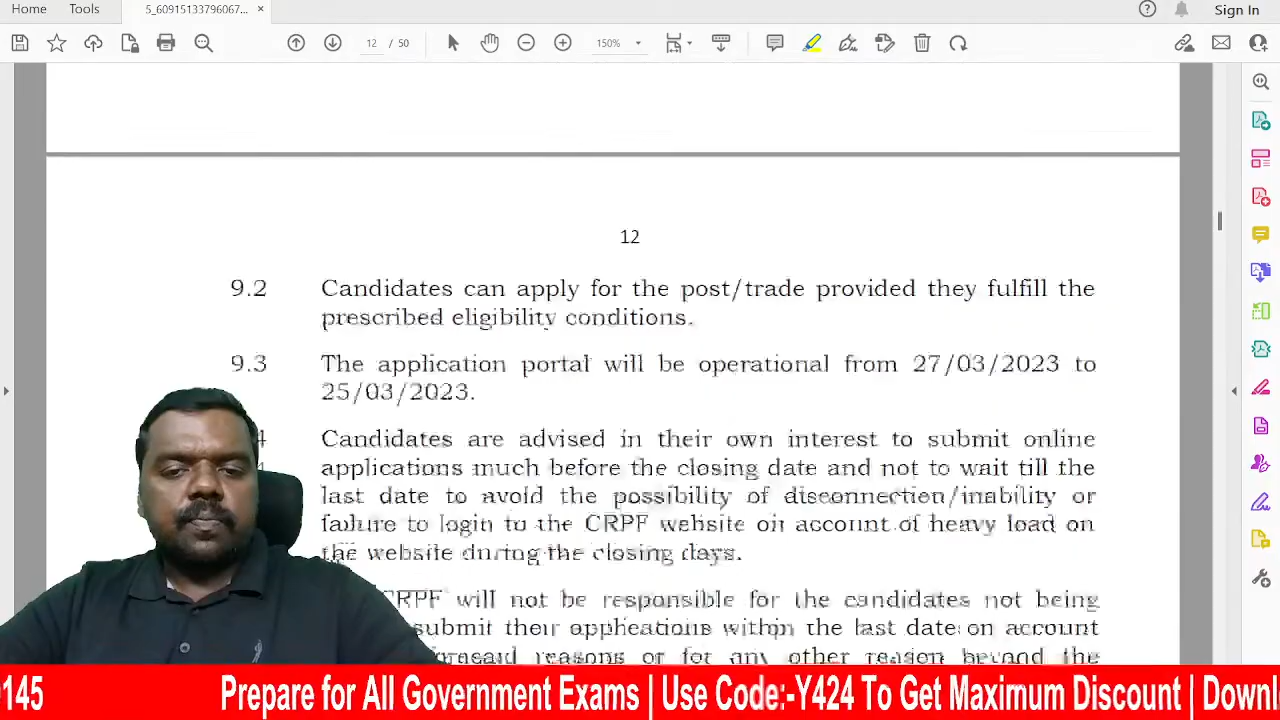 Home
Tools
5_60915133796067...
×
Sign In
12 / 50
150%
12
9.2 Candidates can apply for the post/trade provided they fulfill the
prescribed eligibility conditions.
9.3 The application portal will be operational from 27/03/2023 to
25/03/2023.
4 Candidates are advised in their own interest to submit online
applications much before the closing date and not to wait till the
last date to avoid the possibility of disconnection/inability or
failure to login to the CRPF website on account of heavy load on
the website during the closing days.
CRPF will not be responsible for the candidates not being
submit their applications within the last date on account
reasons or for any other reason beyond the
145 Prepare for All Government Exams | Use Code:-Y424 To Get Maximum Discount | Downl